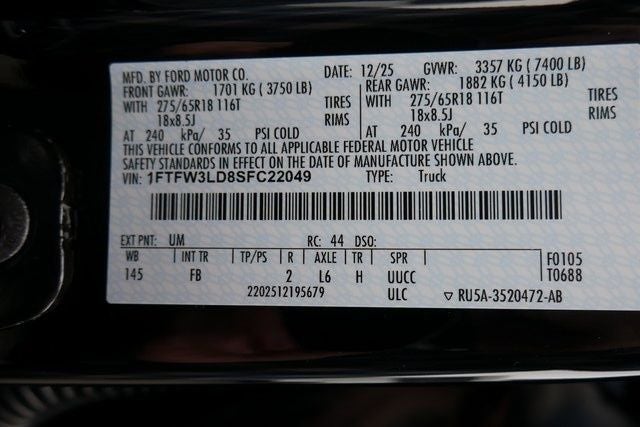 MFD. BY FORD MOTOR CO. DATE: 12/25 GVWR: 3357 KG ( 7400 LB)
FRONT GAWR: 1701 KG ( 3750 LB) REAR GAWR: 1882 KG ( 4150 LB)
WITH 275/65R18 116T TIRES WITH 275/65R18 116T TIRES
18x8.5J RIMS 18x8.5J RIMS
AT 240 kPa/ 35 PSI COLD AT 240 kPa/ 35 PSI COLD
THIS VEHICLE CONFORMS TO ALL APPLICABLE FEDERAL MOTOR VEHICLE
SAFETY STANDARDS IN EFFECT ON THE DATE OF MANUFACTURE SHOWN ABOVE.
VIN: 1FTFW3LD8SFC22049 TYPE: Truck
EXT PNT: UM RC: 44 DSO:
WB INT TR TP/PS R AXLE TR SPR F0105
145 FB 2 L6 H UUCC T0688
2202512195679 ULC ▽ RU5A-3520472-AB